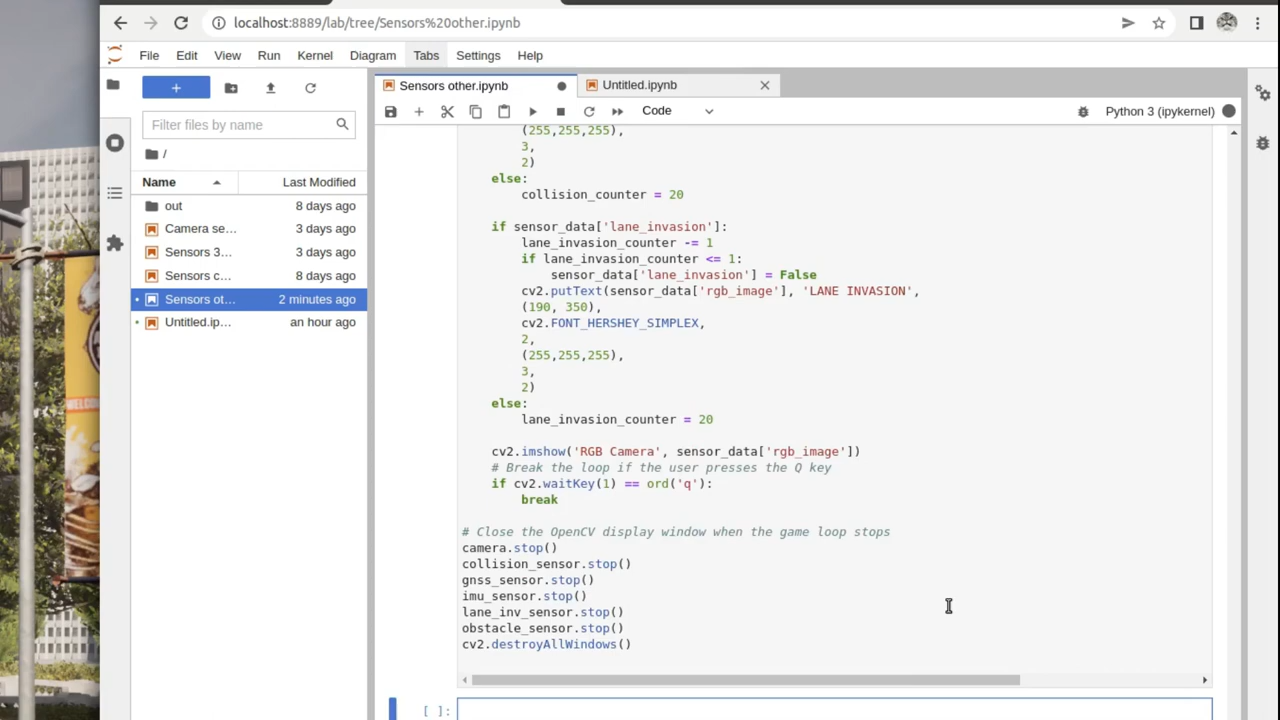 localhost:8889/lab/tree/Sensors%20other.ipynb
File Edit View Run Kernel Diagram Tabs Settings Help
Sensors other.ipynb
Untitled.ipynb
Code
Python 3 (ipykernel)
Filter files by name
/
Name Last Modified
out 8 days ago
Camera se... 3 days ago
Sensors 3... 3 days ago
Sensors c... 8 days ago
Sensors ot... 2 minutes ago
Untitled.ip... an hour ago
(255,255,255),
3,
2)
else:
collision_counter = 20
if sensor_data['lane_invasion']:
lane_invasion_counter -= 1
if lane_invasion_counter <= 1:
sensor_data['lane_invasion'] = False
cv2.putText(sensor_data['rgb_image'], 'LANE INVASION',
(190, 350),
cv2.FONT_HERSHEY_SIMPLEX,
2,
(255,255,255),
3,
2)
else:
lane_invasion_counter = 20
cv2.imshow('RGB Camera', sensor_data['rgb_image'])
# Break the loop if the user presses the Q key
if cv2.waitKey(1) == ord('q'):
break
# Close the OpenCV display window when the game loop stops
camera.stop()
collision_sensor.stop()
gnss_sensor.stop()
imu_sensor.stop()
lane_inv_sensor.stop()
obstacle_sensor.stop()
cv2.destroyAllWindows()
[ ]: